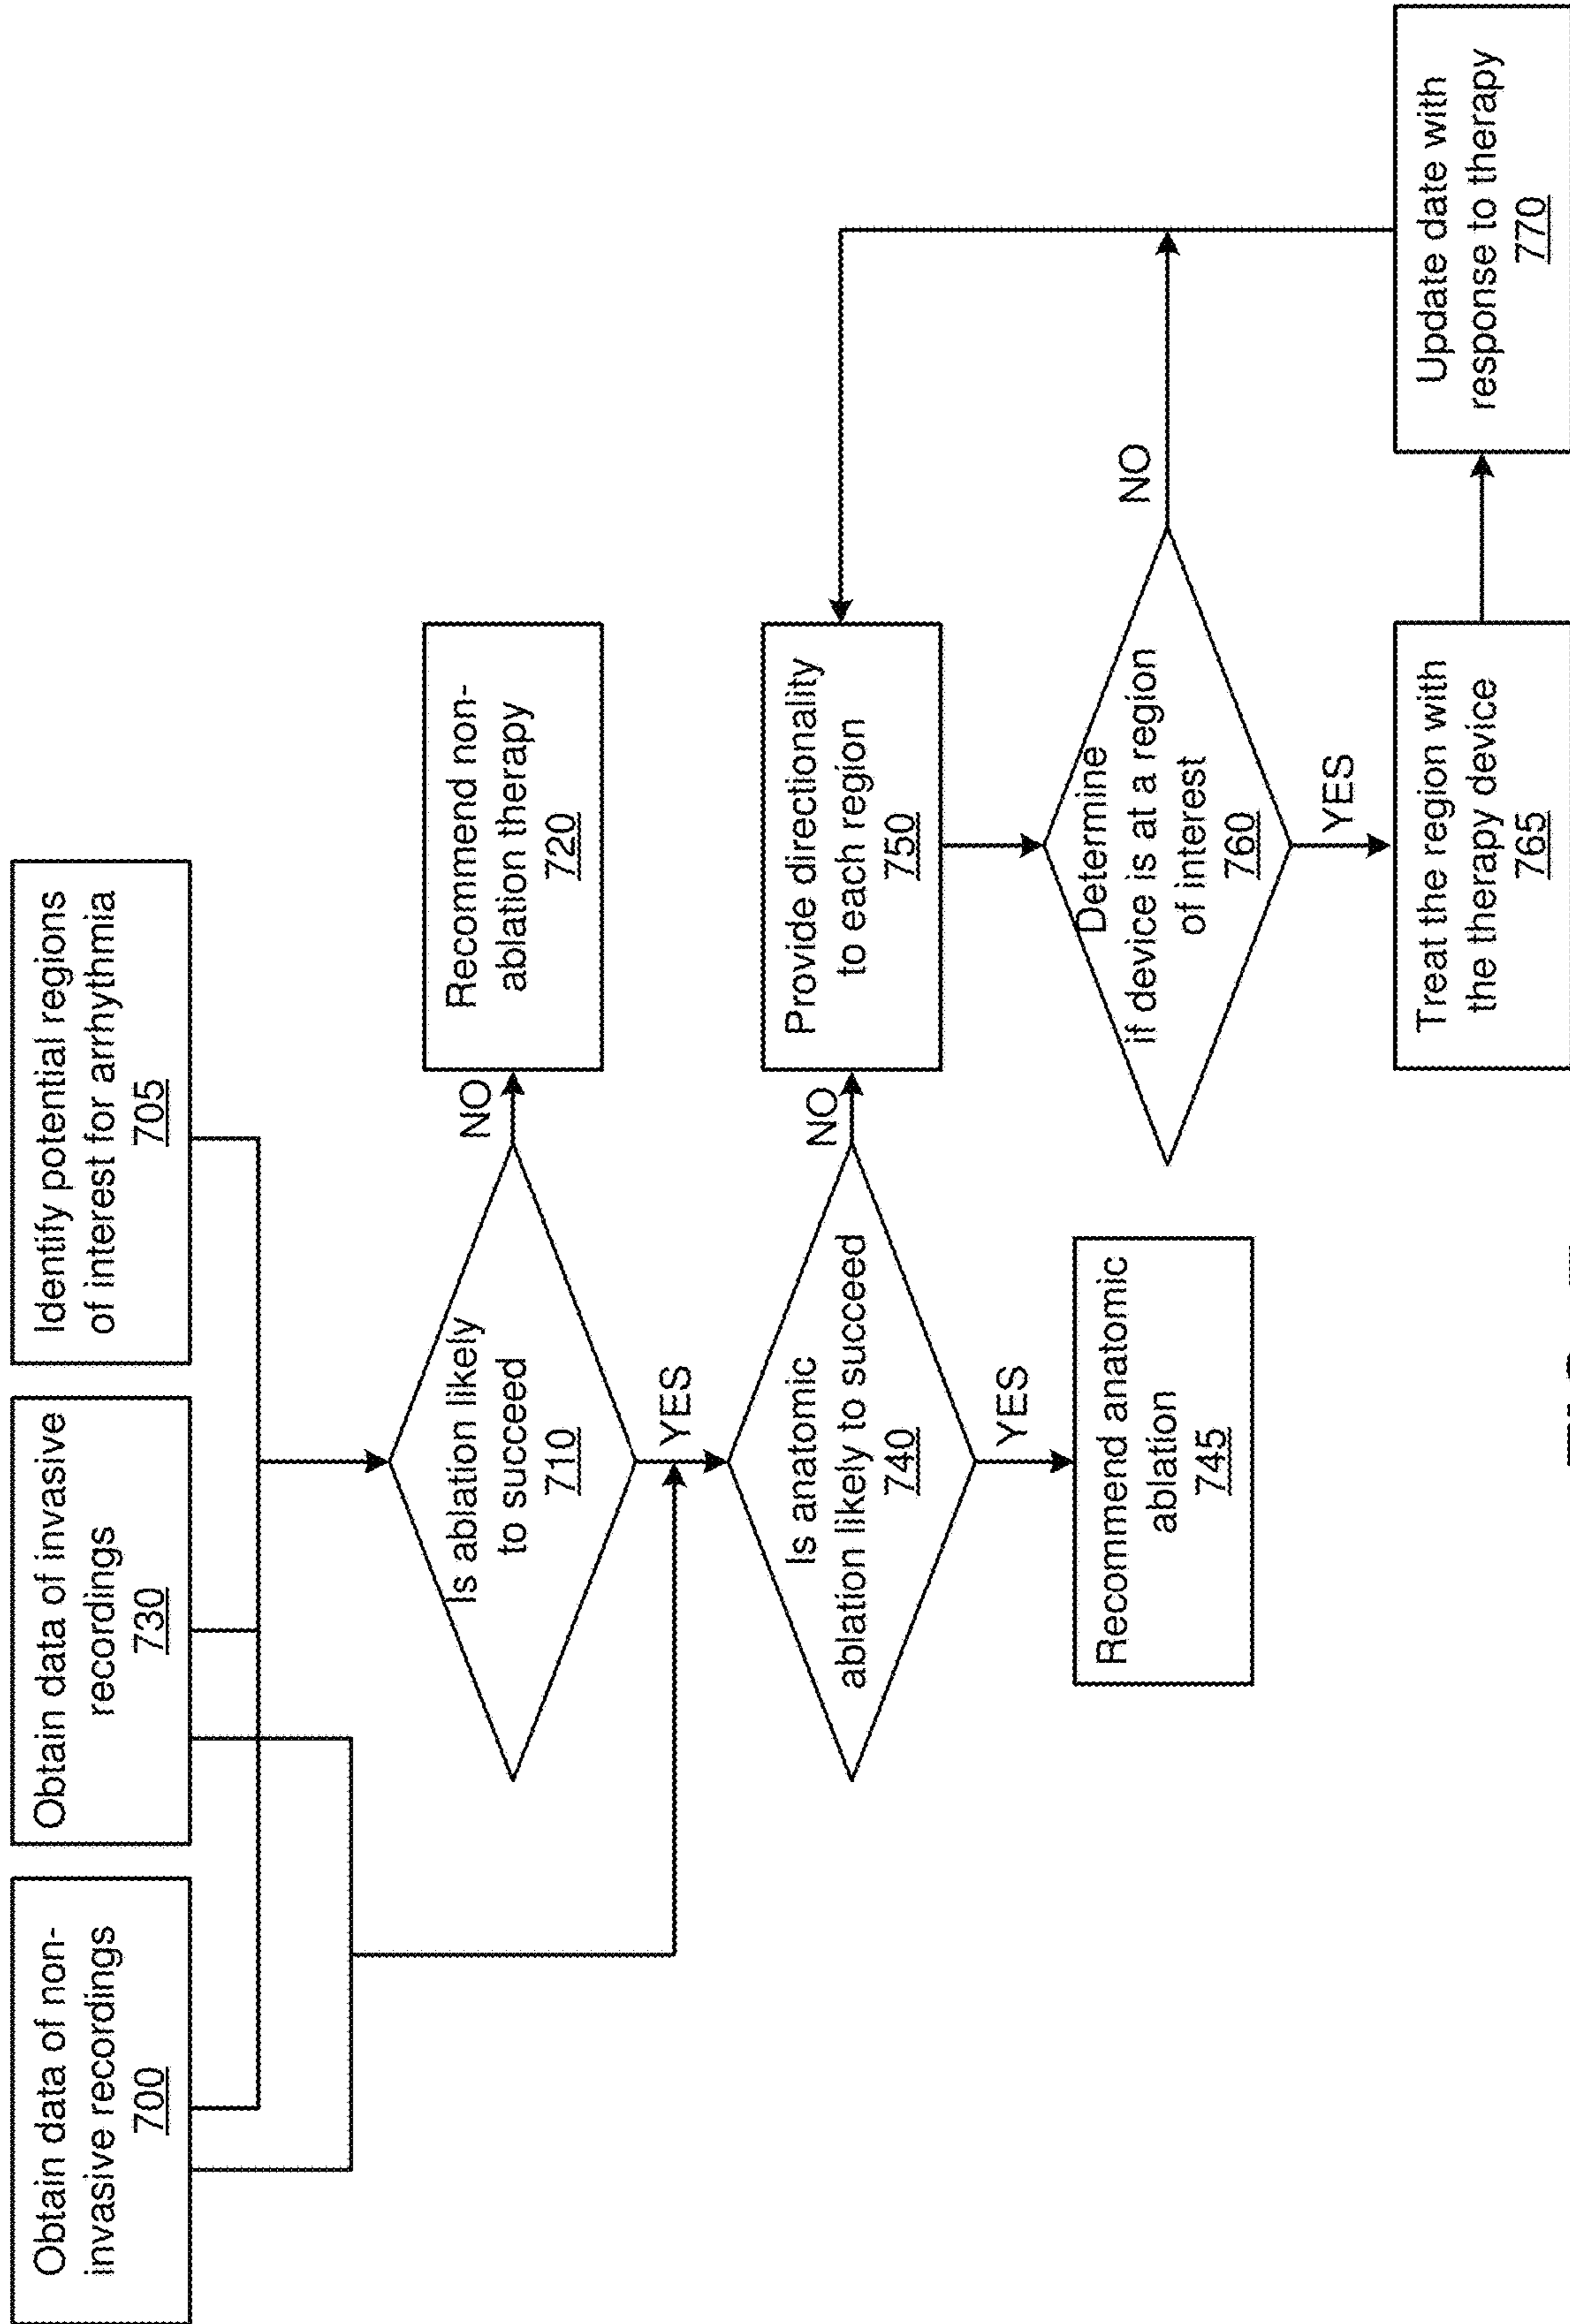 Obtain data of non-
invasive recordings
700
Obtain data of invasive
recordings
730
Identify potential regions
of interest for arrhythmia
705
Is ablation likely
to succeed
710
NO
Recommend non-
ablation therapy
720
YES
Is anatomic
ablation likely to succeed
740
NO
Provide directionality
to each region
750
YES
Recommend anatomic
ablation
745
Determine
if device is at a region
of interest
760
NO
YES
Treat the region with
the therapy device
765
Update date with
response to therapy
770